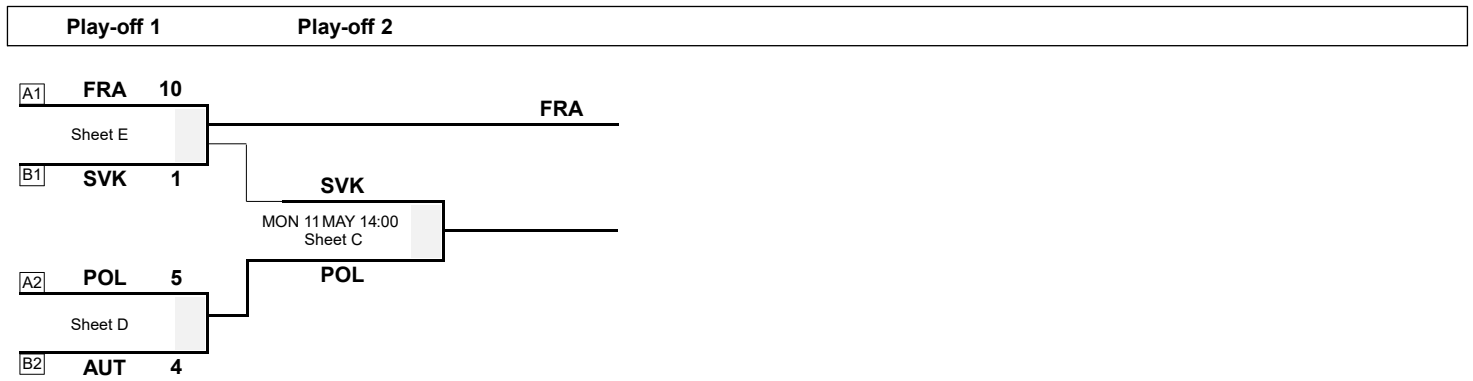 Play-off 1 Play-off 2
A1 FRA 10
FRA
Sheet E
B1 SVK 1
SVK
MON 11 MAY 14:00
Sheet C
POL
A2 POL 5
Sheet D
B2 AUT 4